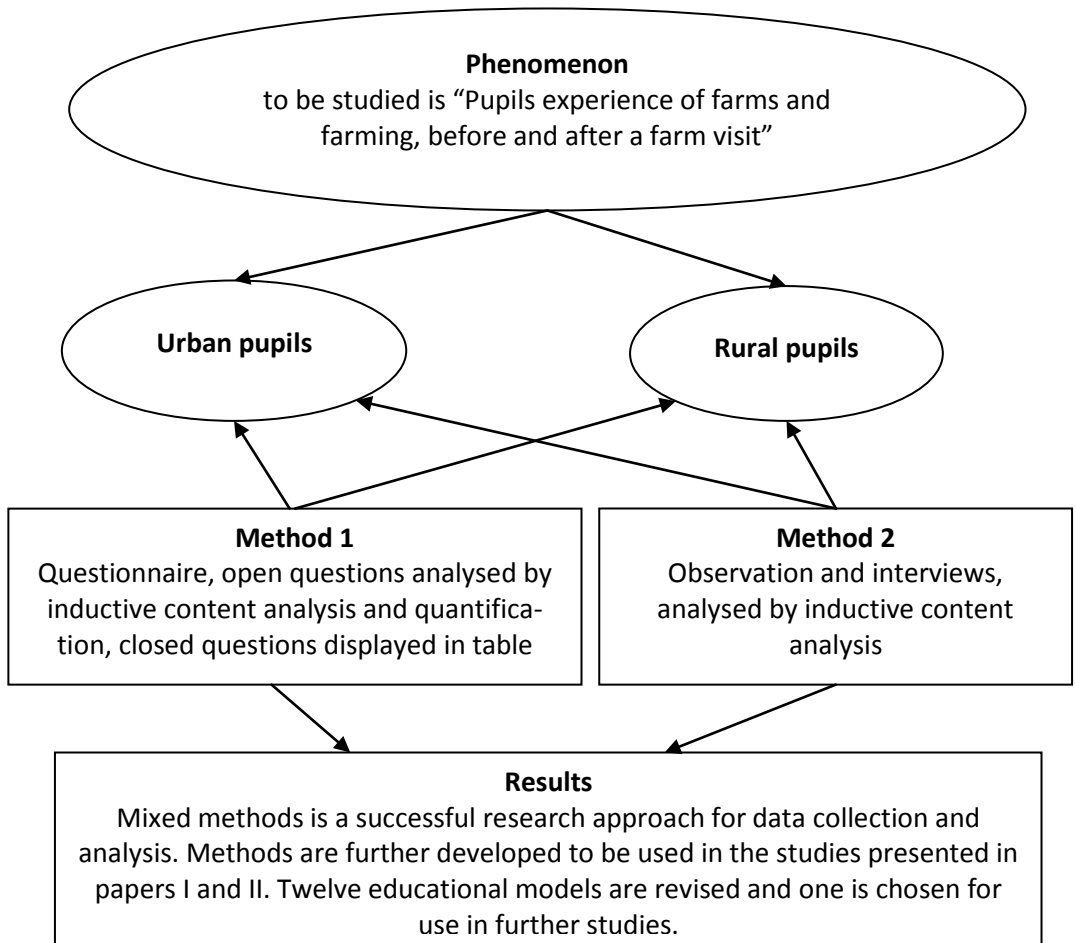 Phenomenon
to be studied is “Pupils experience of farms and
farming, before and after a farm visit”
Urban pupils
Rural pupils
Method 1
Questionnaire, open questions analysed by
inductive content analysis and quantifica-
tion, closed questions displayed in table
Method 2
Observation and interviews,
analysed by inductive content
analysis
Results
Mixed methods is a successful research approach for data collection and
analysis. Methods are further developed to be used in the studies presented in
papers I and II. Twelve educational models are revised and one is chosen for
use in further studies.